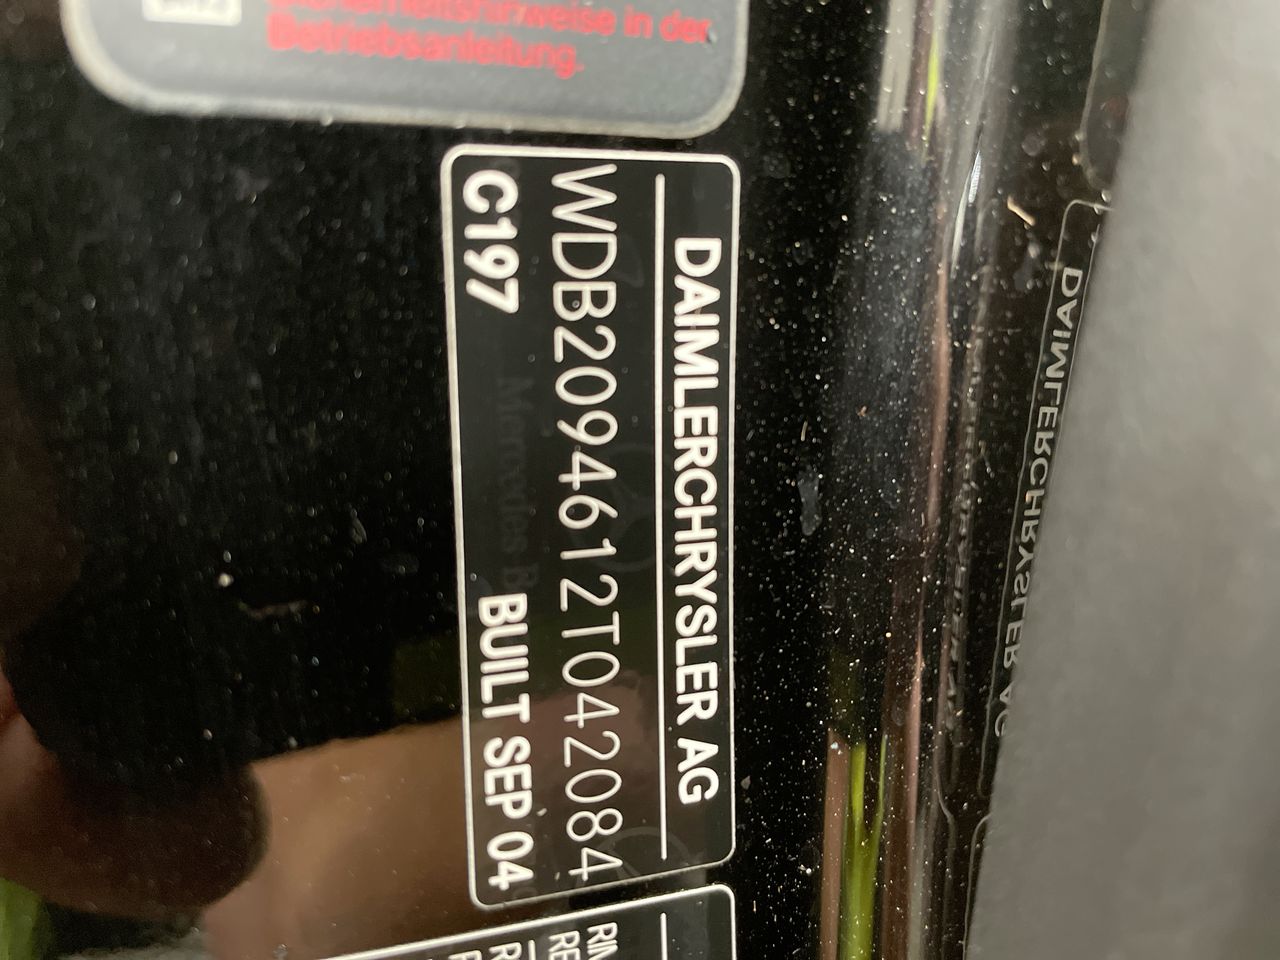 Sicherheitshinweise in der
Betriebsanleitung.
DAIMLERCHRYSLER AG
WDB2094612T042084
C197 BUILT SEP 04
DAIMLERCHRYSLER AG